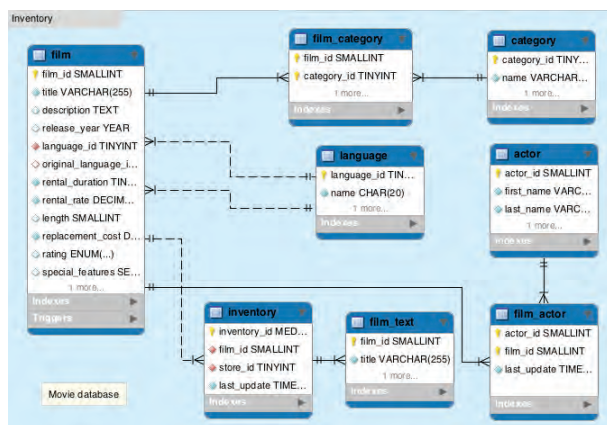 Inventory
film
film_id SMALLINT
title VARCHAR(255)
description TEXT
release_year YEAR
language_id TINYINT
original_language_i...
rental_duration TIN...
rental_rate DECIM...
length SMALLINT
replacement_cost D...
rating ENUM(...)
special_features SE...
1 more...
Indexes
Triggers
film_category
film_id SMALLINT
category_id TINYINT
1 more...
Indexes
category
category_id TINY...
name VARCHAR...
1 more...
Indexes
language
language_id TIN...
name CHAR(20)
1 more...
Indexes
actor
actor_id SMALLINT
first_name VARC...
last_name VARC...
1 more...
Indexes
inventory
inventory_id MED...
film_id SMALLINT
store_id TINYINT
last_update TIME...
Indexes
film_text
film_id SMALLINT
title VARCHAR(255)
1 more...
Indexes
film_actor
actor_id SMALLINT
film_id SMALLINT
last_update TIME...
Indexes
Movie database